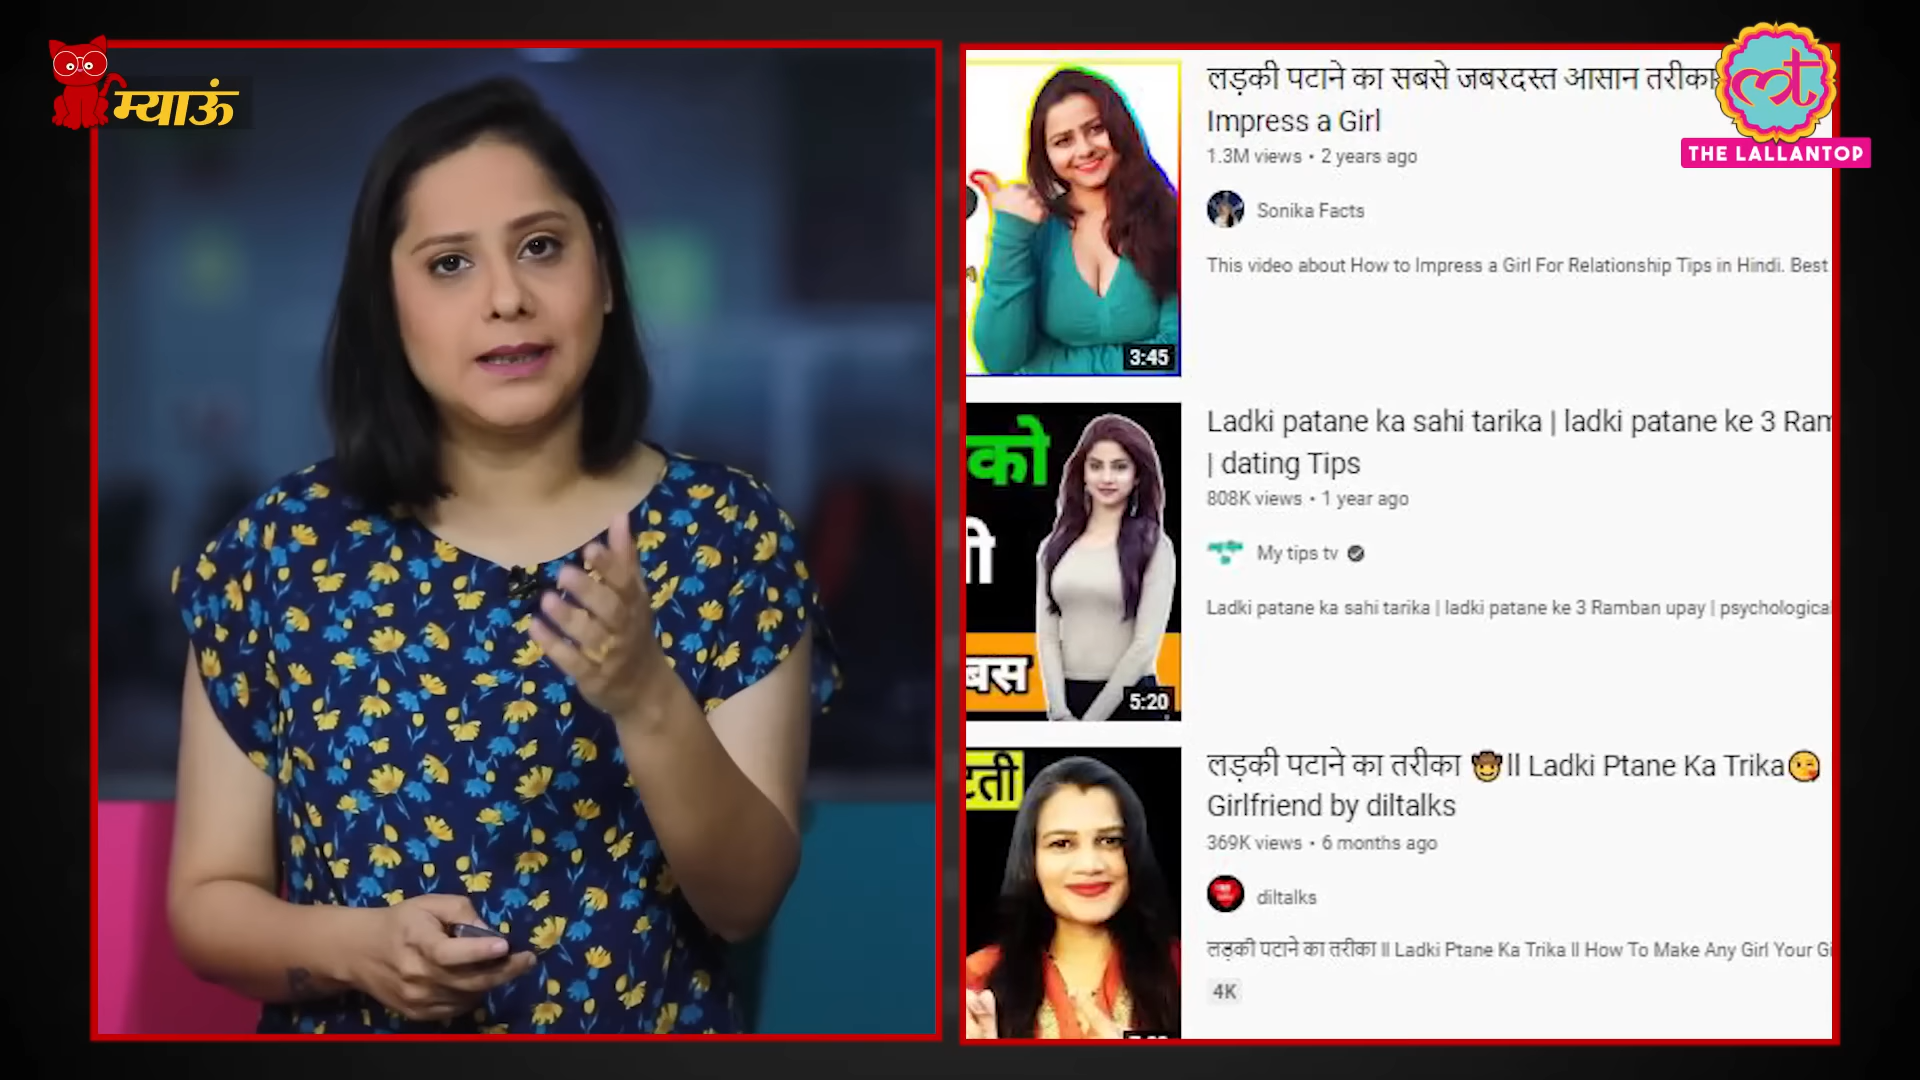 म्याऊं
लड़की पटाने का सबसे जबरदस्त आसान तरीका
Impress a Girl
1.3M views • 2 years ago
Sonika Facts
This video about How to Impress a Girl For Relationship Tips in Hindi. Best
3:45
THE LALLANTOP
को
Ladki patane ka sahi tarika | ladki patane ke 3 Ram
| dating Tips
808K views • 1 year ago
My tips tv
Ladki patane ka sahi tarika | ladki patane ke 3 Ramban upay | psychological
बस
5:20
लड़की पटाने का तरीका 🤠ll Ladki Ptane Ka Trika😘
Girlfriend by diltalks
369K views • 6 months ago
diltalks
लड़की पटाने का तरीका ll Ladki Ptane Ka Trika ll How To Make Any Girl Your Gi
4K